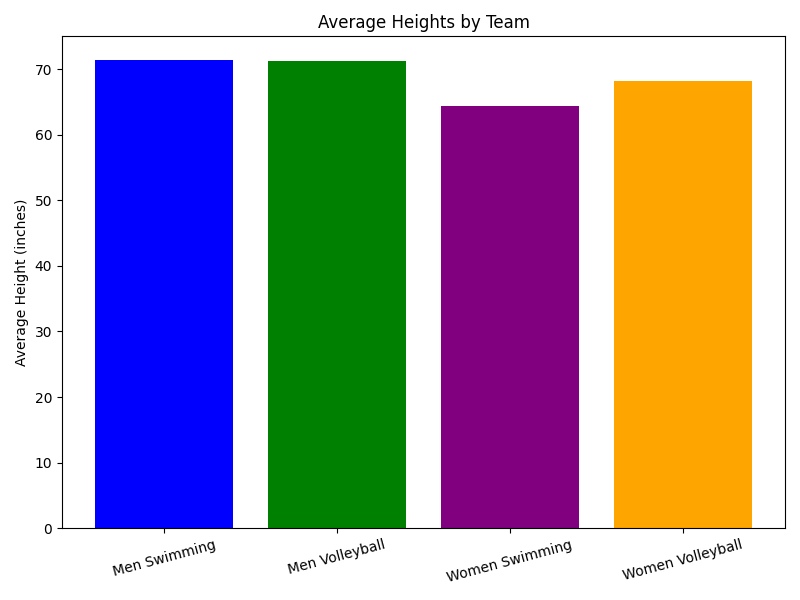 Average Heights by Team
Average Height (inches)
70
60
50
40
30
20
10
0
Men Swimming
Men Volleyball
Women Swimming
Women Volleyball